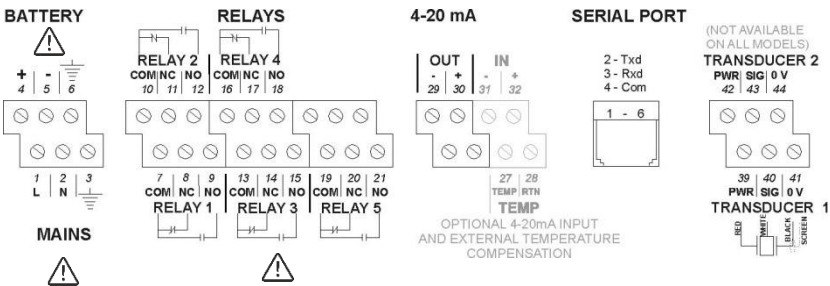 BATTERY RELAYS 4-20 mA SERIAL PORT
(NOT AVAILABLE
ON ALL MODELS)
RELAY 2 RELAY 4 OUT IN 2 - Txd TRANSDUCER 2
+ - COM NC NO COM NC NO - + - + 3 - Rxd PWR SIG 0 V
4 5 6 10 11 12 16 17 18 29 30 31 32 4 - Com 42 43 44
1 - 6
1 2 3 7 8 9 13 14 15 19 20 21 27 28 39 40 41
L N COM NC NO COM NC NO COM NC NO TEMP RTN PWR SIG 0 V
RELAY 1 RELAY 3 RELAY 5 TEMP TRANSDUCER 1
OPTIONAL 4-20mA INPUT
AND EXTERNAL TEMPERATURE
COMPENSATION
RED WHITE BLACK SCREEN
MAINS